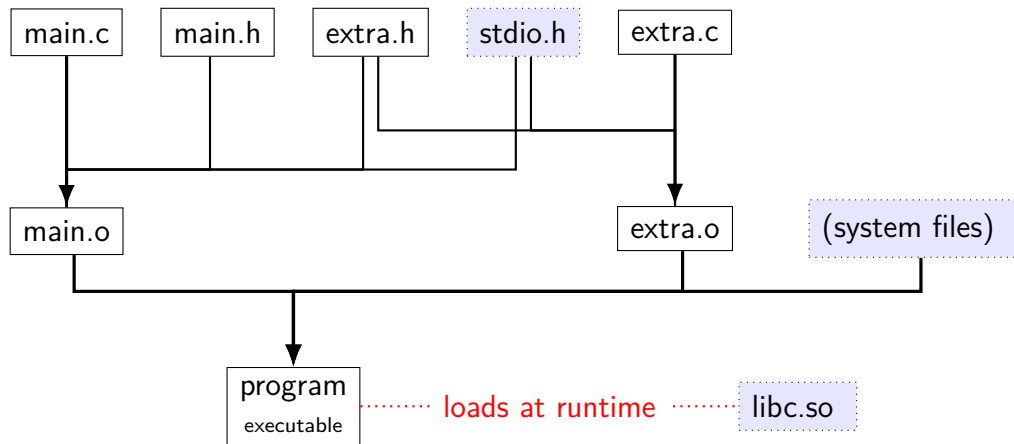 main.c
main.h
extra.h
stdio.h
extra.c
main.o
extra.o
(system files)
program
executable
loads at runtime
libc.so